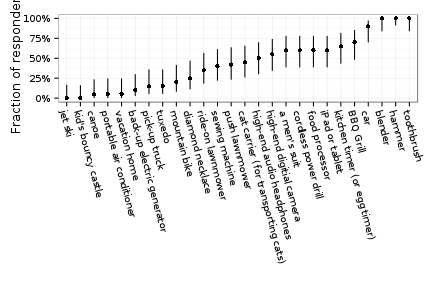 Fraction of responden
100%
75%
50%
25%
0%
jet ski
kid's bouncy castle
canoe
portable air conditioner
vacation home
back-up electric generator
pick-up truck
tuxedo
mountain bike
diamond necklace
ride-on lawnmower
sewing machine
push lawnmower
cat carrier (for transporting cats)
high-end audio headphones
high-end digitial camera
a men's suit
cordless power drill
food processor
iPad or tablet
kitchen timer (or egg timer)
BBQ Grill
car
blender
hammer
toothbrush